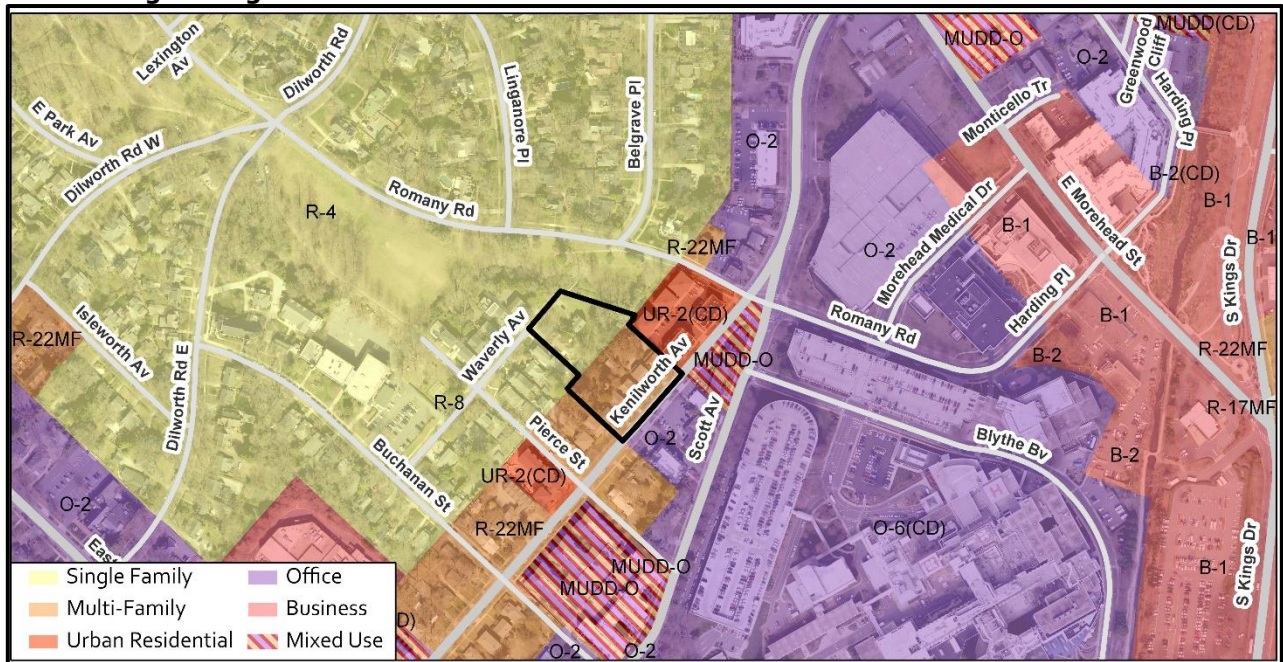 Lexington
Av
Dilworth Rd
E Park Av
Dilworth Rd W
Linganore Pl
Belgrave Pl
R-4
Romany Rd
O-2
MUDD-O
O-2
Greenwood
Cliff
MUDD(CD)
Harding Pl
Monticello Tr
B-2(CD)
B-1
E Morehead St
Morehead Medical Dr
B-1
O-2
S Kings Dr
B-1
R-22MF
UR-2(CD)
Romany Rd
Harding Pl
B-1
B-2
R-22MF
R-17MF
MUDD-O
Kenilworth Av
Waverly Av
R-8
Isleworth Av
R-22MF
Dilworth Rd E
Pierce St
O-2
Scott Av
Blythe Bv
B-2
Buchanan St
UR-2(CD)
R-22MF
O-6(CD)
O-2
East
MUDD-O
MUDD-O
O-2
O-2
B-1
S Kings Dr
D)
Single Family
Multi-Family
Urban Residential
Office
Business
Mixed Use